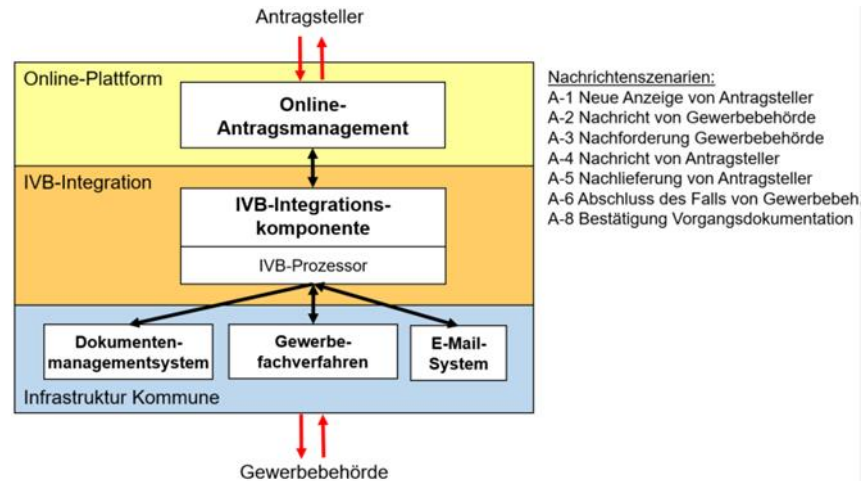 Antragsteller
Online-Plattform
Online-
Antragsmanagement
IVB-Integration
IVB-Integrations-
komponente
IVB-Prozessor
Dokumenten-
managementsystem
Gewerbe-
fachverfahren
E-Mail-
System
Infrastruktur Kommune
Gewerbebehörde
Nachrichtenszenarien:
A-1 Neue Anzeige von Antragsteller
A-2 Nachricht von Gewerbebehörde
A-3 Nachforderung Gewerbebehörde
A-4 Nachricht von Antragsteller
A-5 Nachlieferung von Antragsteller
A-6 Abschluss des Falls von Gewerbebeh.
A-8 Bestätigung Vorgangsdokumentation